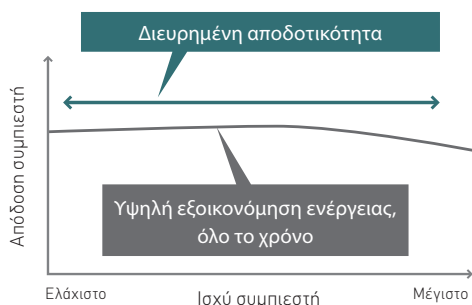 Διευρημένη αποδοτικότητα
Απόδοση συμπιεστή
Υψηλή εξοικονόμηση ενέργειας,
όλο το χρόνο
Ελάχιστο
Ισχύ συμπιεστή
Μέγιστο